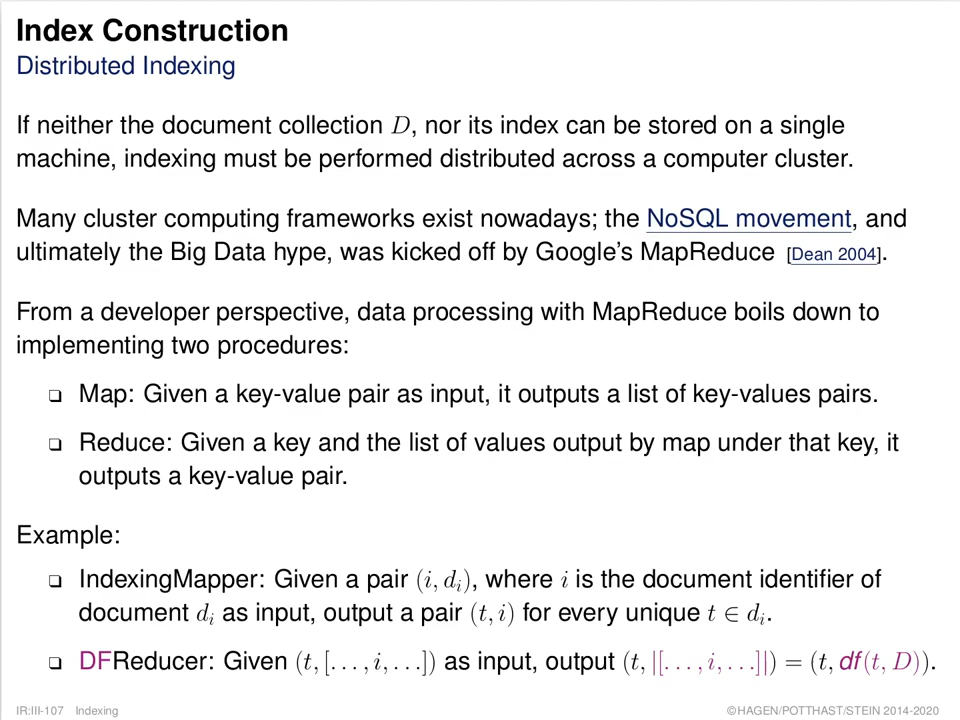 Index Construction
Distributed Indexing
If neither the document collection D, nor its index can be stored on a single
machine, indexing must be performed distributed across a computer cluster.
Many cluster computing frameworks exist nowadays; the NoSQL movement, and
ultimately the Big Data hype, was kicked off by Google's MapReduce [Dean 2004].
From a developer perspective, data processing with MapReduce boils down to
implementing two procedures:
❑ Map: Given a key-value pair as input, it outputs a list of key-values pairs.
❑ Reduce: Given a key and the list of values output by map under that key, it
outputs a key-value pair.
Example:
❑ IndexingMapper: Given a pair (i, dᵢ), where i is the document identifier of
document dᵢ as input, output a pair (t, i) for every unique t ∈ dᵢ.
❑ DFReducer: Given (t, [. . . , i, . . .]) as input, output (t, |[. . . , i, . . .]|) = (t, df(t, D)).
IR:III-107 Indexing
©HAGEN/POTTHAST/STEIN 2014-2020